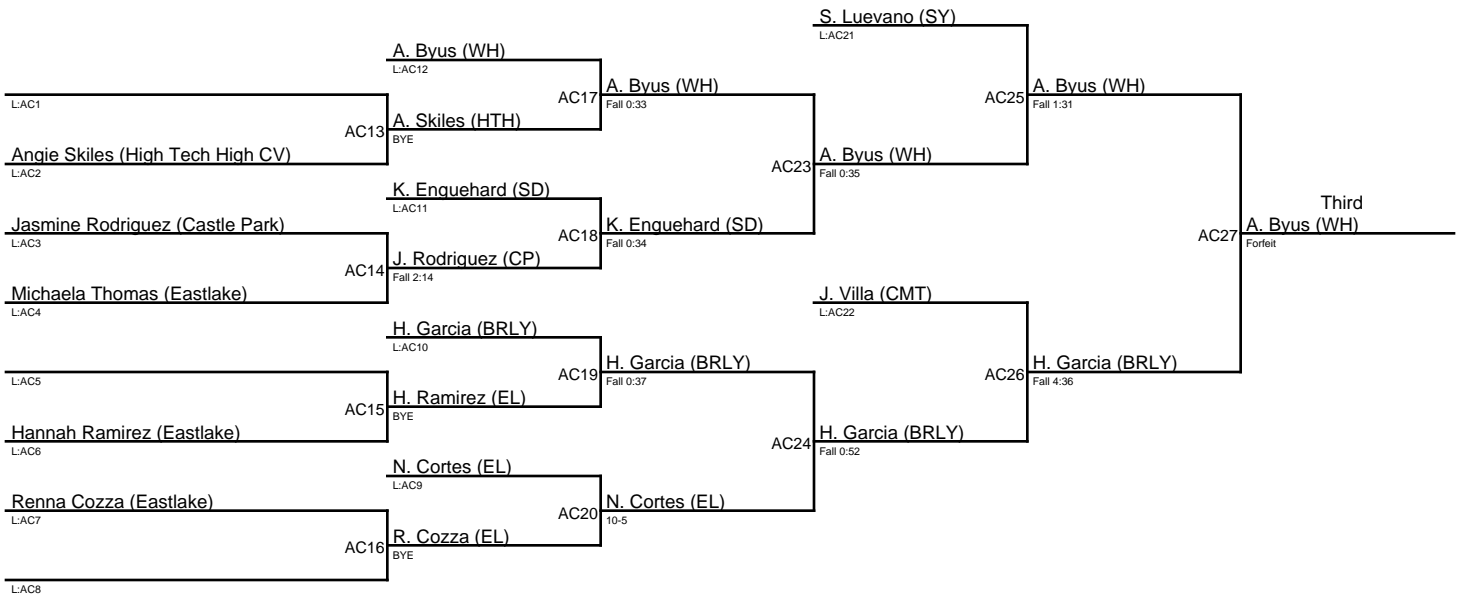 S. Luevano (SY)
L:AC21
A. Byus (WH)
L:AC12
AC17
A. Byus (WH)
Fall 0:33
AC25
A. Byus (WH)
Fall 1:31
L:AC1
AC13
A. Skiles (HTH)
BYE
Angie Skiles (High Tech High CV)
L:AC2
AC23
A. Byus (WH)
Fall 0:35
K. Enguehard (SD)
L:AC11
Third
Jasmine Rodriguez (Castle Park)
L:AC3
AC18
K. Enguehard (SD)
Fall 0:34
AC27
A. Byus (WH)
Forfeit
AC14
J. Rodriguez (CP)
Fall 2:14
Michaela Thomas (Eastlake)
L:AC4
J. Villa (CMT)
L:AC22
H. Garcia (BRLY)
L:AC10
L:AC5
AC19
H. Garcia (BRLY)
Fall 0:37
AC26
H. Garcia (BRLY)
Fall 4:36
AC15
H. Ramirez (EL)
BYE
Hannah Ramirez (Eastlake)
L:AC6
AC24
H. Garcia (BRLY)
Fall 0:52
N. Cortes (EL)
L:AC9
Renna Cozza (Eastlake)
L:AC7
AC20
N. Cortes (EL)
10-5
AC16
R. Cozza (EL)
BYE
L:AC8